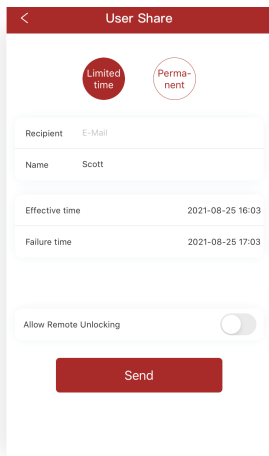 User Share
Limited
time
Perma-
nent
Recipient E-Mail
Name Scott
Effective time 2021-08-25 16:03
Failure time 2021-08-25 17:03
Allow Remote Unlocking
Send